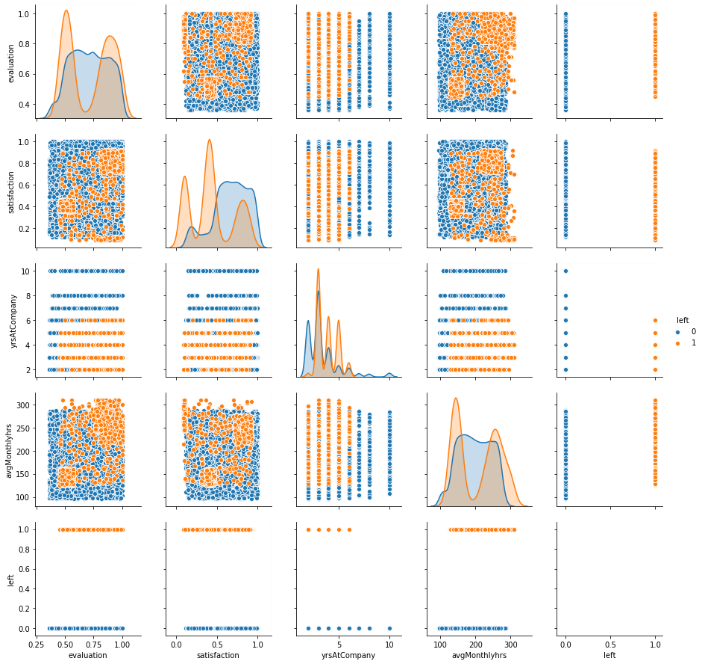 evaluation
1.0
0.8
0.6
0.4
satisfaction
1.0
0.8
0.6
0.4
0.2
yrsAtCompany
10
8
6
4
2
left
0
1
avgMonthlyhrs
300
250
200
150
100
left
1.0
0.8
0.6
0.4
0.2
0.0
0.25 0.50 0.75 1.00
evaluation
0.0 0.5 1.0
satisfaction
5 10
yrsAtCompany
100 200 300
avgMonthlyhrs
0.0 0.5 1.0
left